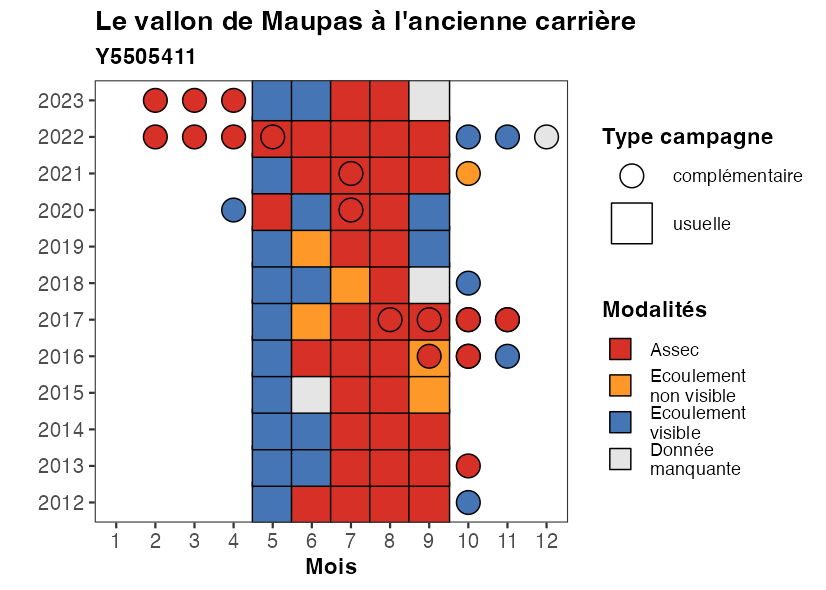 Le vallon de Maupas à l'ancienne carrière
Y5505411
2023
2022
2021
2020
2019
2018
2017
2016
2015
2014
2013
2012
1 2 3 4 5 6 7 8 9 10 11 12
Mois
Type campagne
complémentaire
usuelle
Modalités
Assec
Ecoulement
non visible
Ecoulement
visible
Donnée
manquante